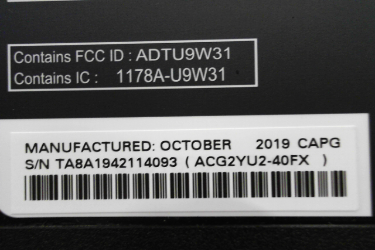 Contains FCC ID : ADTU9W31
Contains IC : 1178A-U9W31
MANUFACTURED: OCTOBER 2019 CAPG
S/N TA8A1942114093 ( ACG2YU2-40FX )